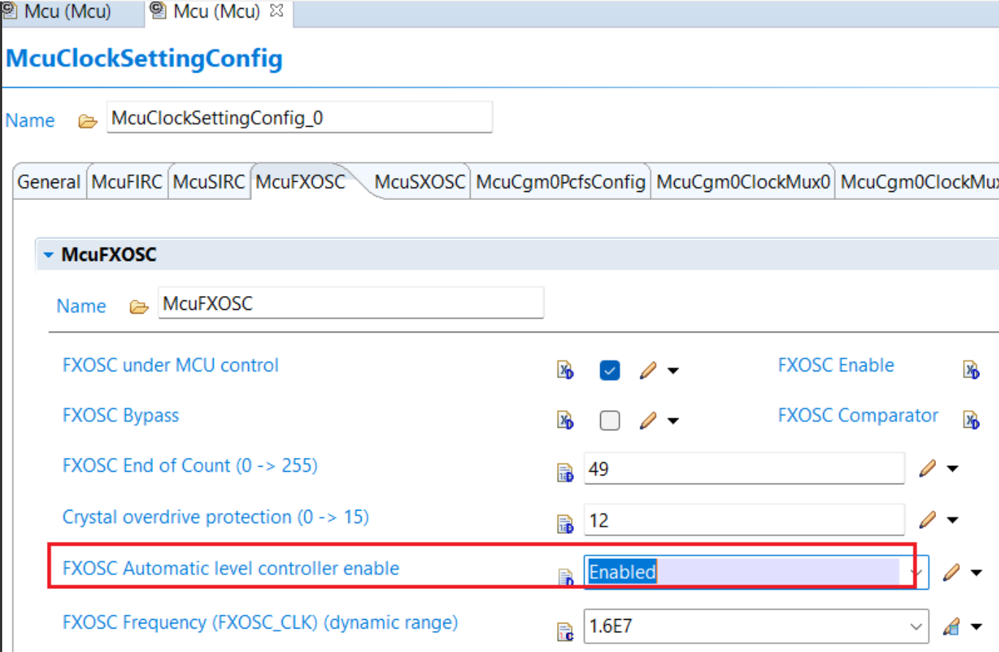 Mcu (Mcu) Mcu (Mcu)
McuClockSettingConfig
Name McuClockSettingConfig_0
General McuFIRC McuSIRC McuFXOSC McuSXOSC McuCgm0PcfsConfig McuCgm0ClockMux0 McuCgm0ClockMux
McuFXOSC
Name McuFXOSC
FXOSC under MCU control FXOSC Enable
FXOSC Bypass FXOSC Comparator
FXOSC End of Count (0 -> 255) 49
Crystal overdrive protection (0 -> 15) 12
FXOSC Automatic level controller enable Enabled
FXOSC Frequency (FXOSC_CLK) (dynamic range) 1.6E7